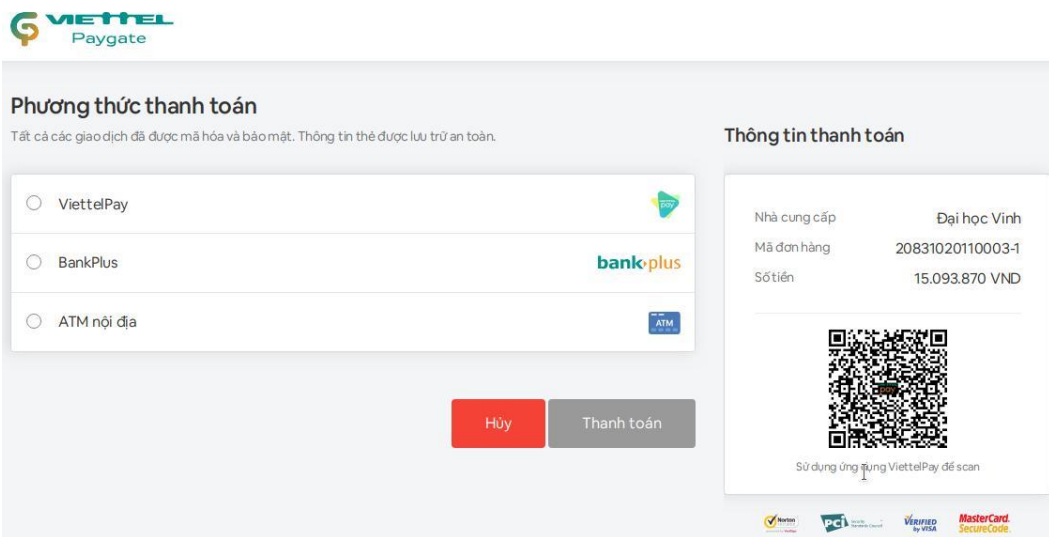 VIETTEL
Paygate
Phương thức thanh toán
Tất cả các giao dịch đã được mã hóa và bảo mật. Thông tin thẻ được lưu trữ an toàn.
ViettelPay
pay
BankPlus
bank plus
ATM nội địa
ATM
Hủy
Thanh toán
Thông tin thanh toán
Nhà cung cấp Đại học Vinh
Mã đơn hàng 20831020110003-1
Số tiền 15.093.870 VND
pay
Sử dụng ứng dụng ViettelPay để scan
Norton
PCI
VERIFIED
by VISA
MasterCard.
SecureCode.